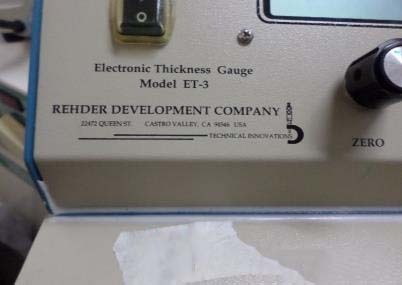 Electronic Thickness Gauge
Model ET-3
REHDER DEVELOPMENT COMPANY
22472 QUEEN ST. CASTRO VALLEY, CA 94546 USA
TECHNICAL INNOVATIONS
ZERO